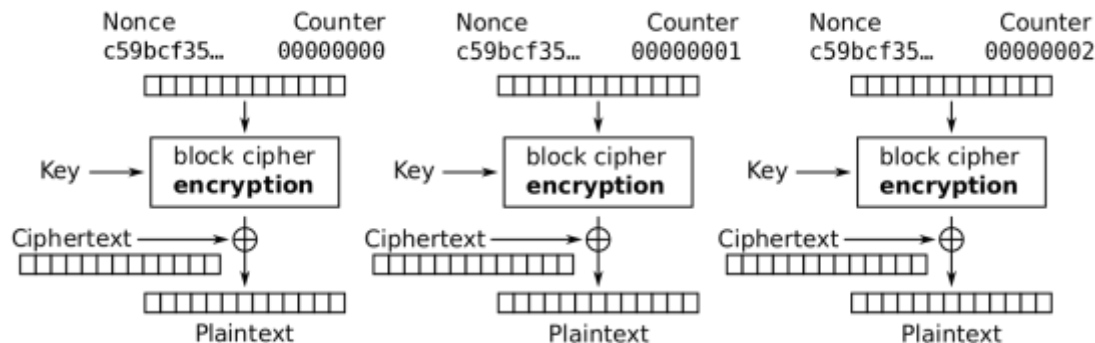 Nonce Counter Nonce Counter Nonce Counter
c59bcf35… 00000000 c59bcf35… 00000001 c59bcf35… 00000002
block cipher block cipher block cipher
Key encryption Key encryption Key encryption
Ciphertext Ciphertext Ciphertext
Plaintext Plaintext Plaintext